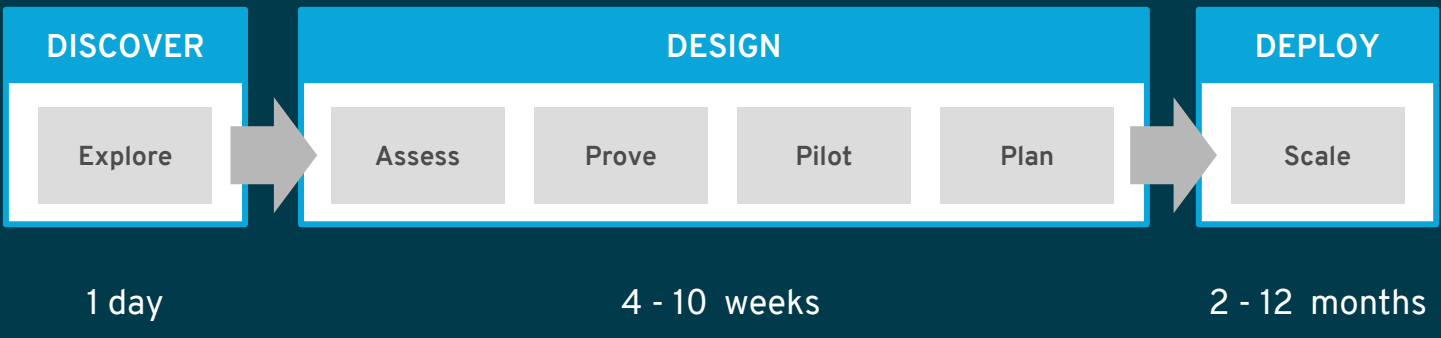 DISCOVER
DESIGN
DEPLOY
Explore
Assess
Prove
Pilot
Plan
Scale
1 day
4 - 10 weeks
2 - 12 months